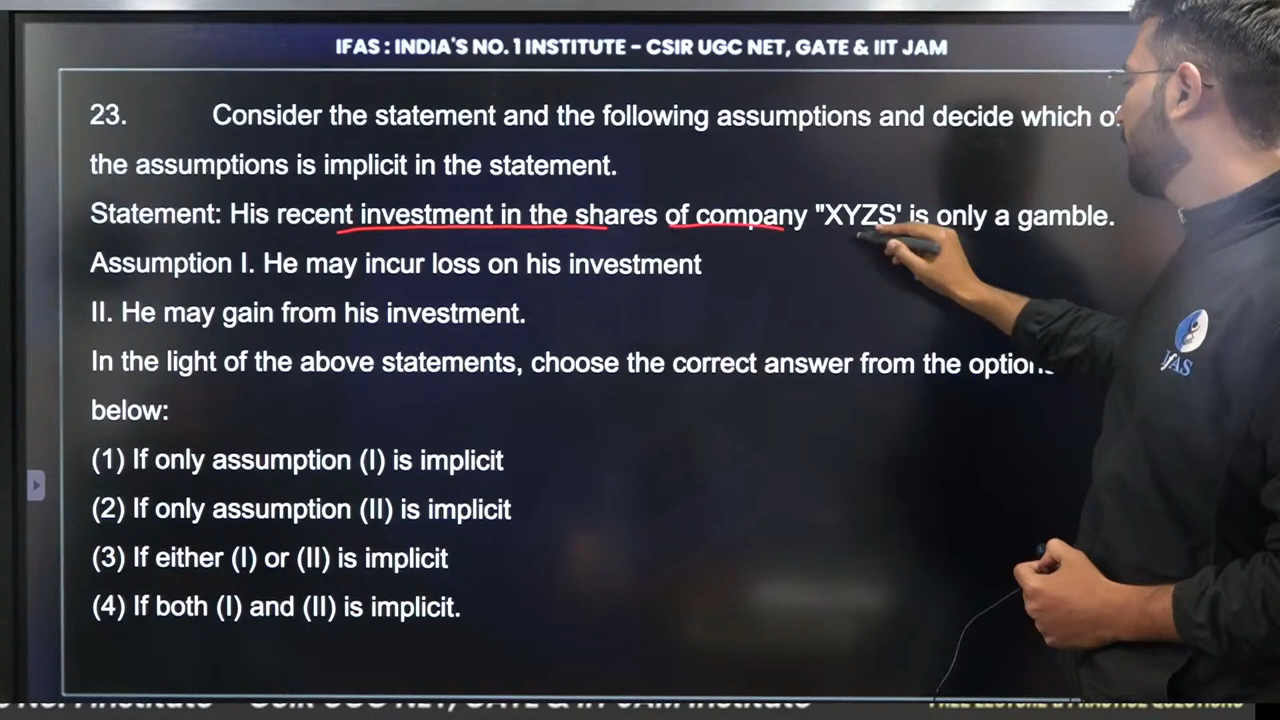 IFAS : INDIA'S NO. 1 INSTITUTE – CSIR UGC NET, GATE & IIT JAM
23. Consider the statement and the following assumptions and decide which of
the assumptions is implicit in the statement.
Statement: His recent investment in the shares of company "XYZS' is only a gamble.
Assumption I. He may incur loss on his investment
II. He may gain from his investment.
In the light of the above statements, choose the correct answer from the option
below:
(1) If only assumption (I) is implicit
(2) If only assumption (II) is implicit
(3) If either (I) or (II) is implicit
(4) If both (I) and (II) is implicit.
IFAS